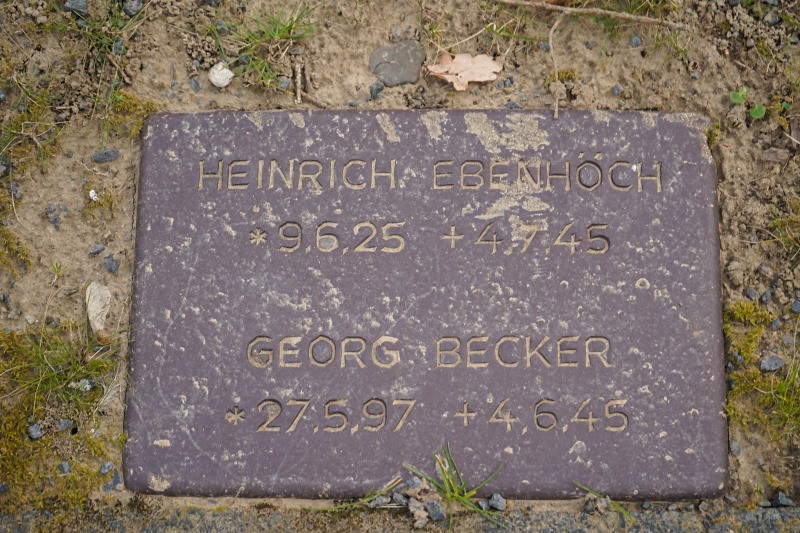 HEINRICH EBENHÖCH
*9.6.25 +4.7.45
GEORG BECKER
*27.5.97 +4.6.45